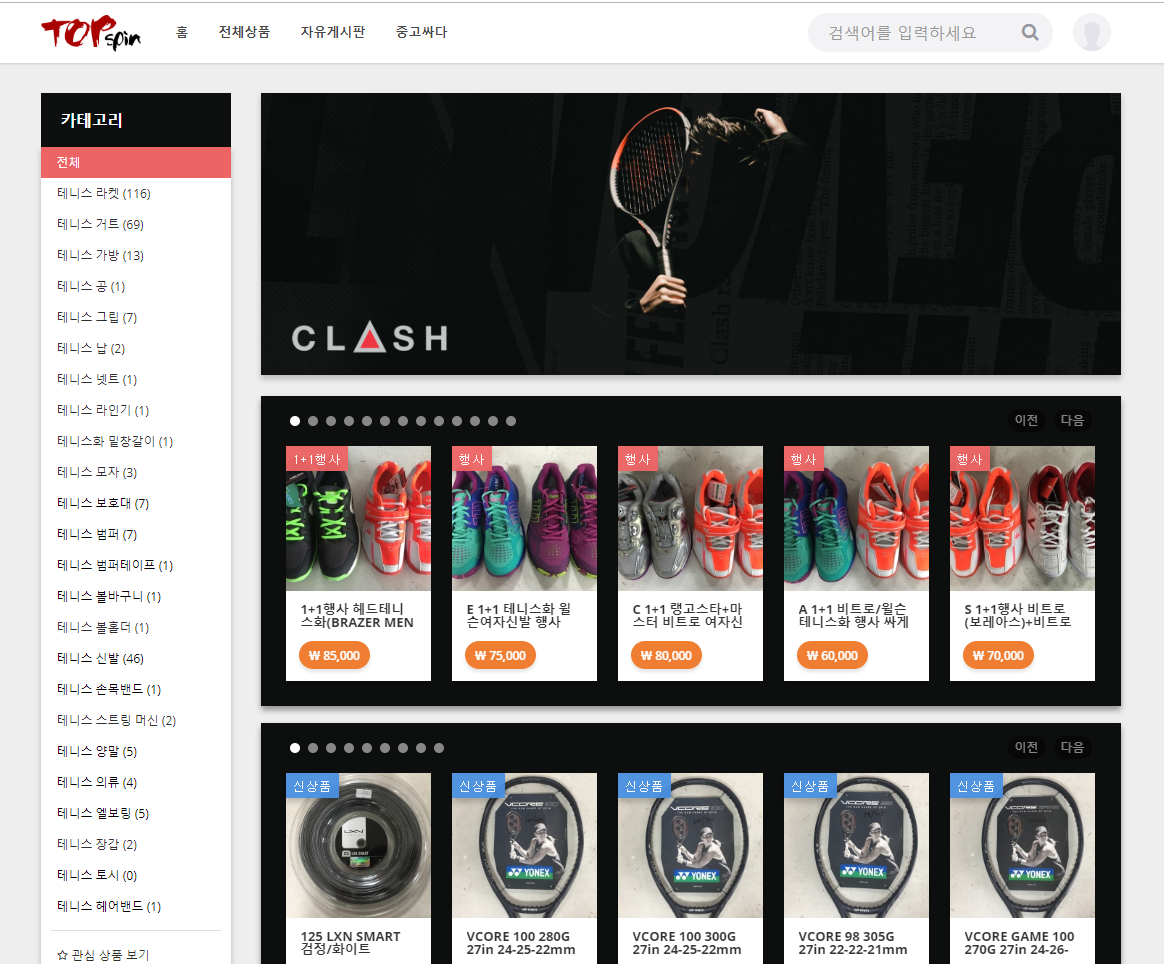 TOP spin
홈
전체상품
자유게시판
중고싸다
검색어를 입력하세요
카테고리
전체
테니스 라켓 (116)
테니스 거트 (69)
테니스 가방 (13)
테니스 공 (1)
테니스 그립 (7)
테니스 납 (2)
테니스 넷트 (1)
테니스 라인기 (1)
테니스화 밑창갈이 (1)
테니스 모자 (3)
테니스 보호대 (7)
테니스 범퍼 (7)
테니스 범퍼테이프 (1)
테니스 볼바구니 (1)
테니스 볼홀더 (1)
테니스 신발 (46)
테니스 손목밴드 (1)
테니스 스트링 머신 (2)
테니스 양말 (5)
테니스 의류 (4)
테니스 엘보링 (5)
테니스 장갑 (2)
테니스 토시 (0)
테니스 헤어밴드 (1)
☆ 관심 상품 보기
CLASH
이전
다음
1+1행사
1+1행사 헤드테니
스화(BRAZER MEN
₩ 85,000
행사
E 1+1 테니스화 윌
슨여자신발 행사
₩ 75,000
행사
C 1+1 랭고스타+마
스터 비트로 여자신
₩ 80,000
행사
A 1+1 비트로/윌슨
테니스화 행사 싸게
₩ 60,000
행사
S 1+1행사 비트로
(보레아스)+비트로
₩ 70,000
이전
다음
신상품
LXN
125 LXN SMART
검정/화이트
신상품
VCORE 100
YONEX
VCORE 100 280G
27in 24-25-22mm
신상품
VCORE 100
YONEX
VCORE 100 300G
27in 24-25-22mm
신상품
YONEX
VCORE 98 305G
27in 22-22-21mm
신상품
YONEX
VCORE GAME 100
270G 27in 24-26-